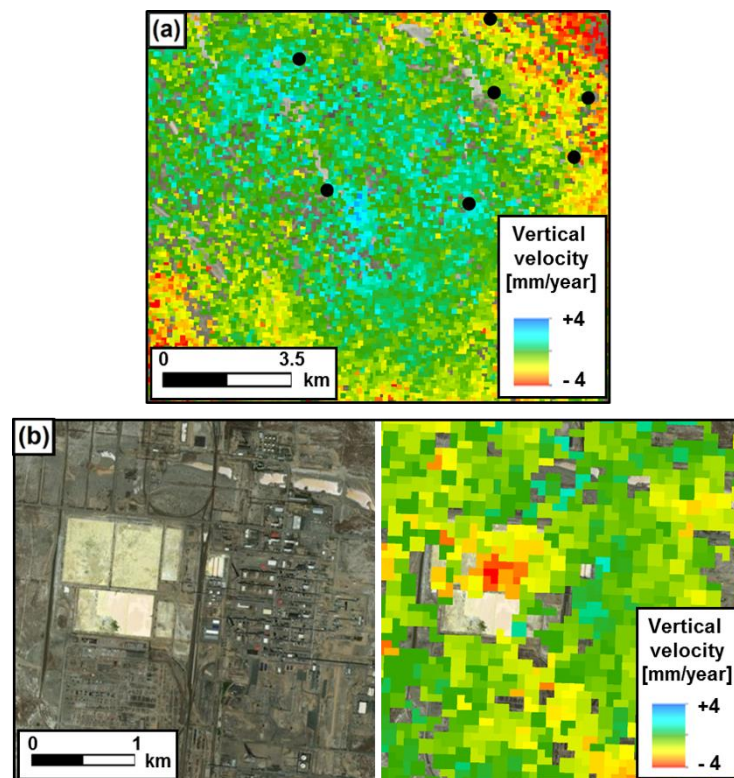 (a)
Vertical
velocity
[mm/year]
+4
- 4
0 3.5
km
(b)
0 1
km
Vertical
velocity
[mm/year]
+4
- 4